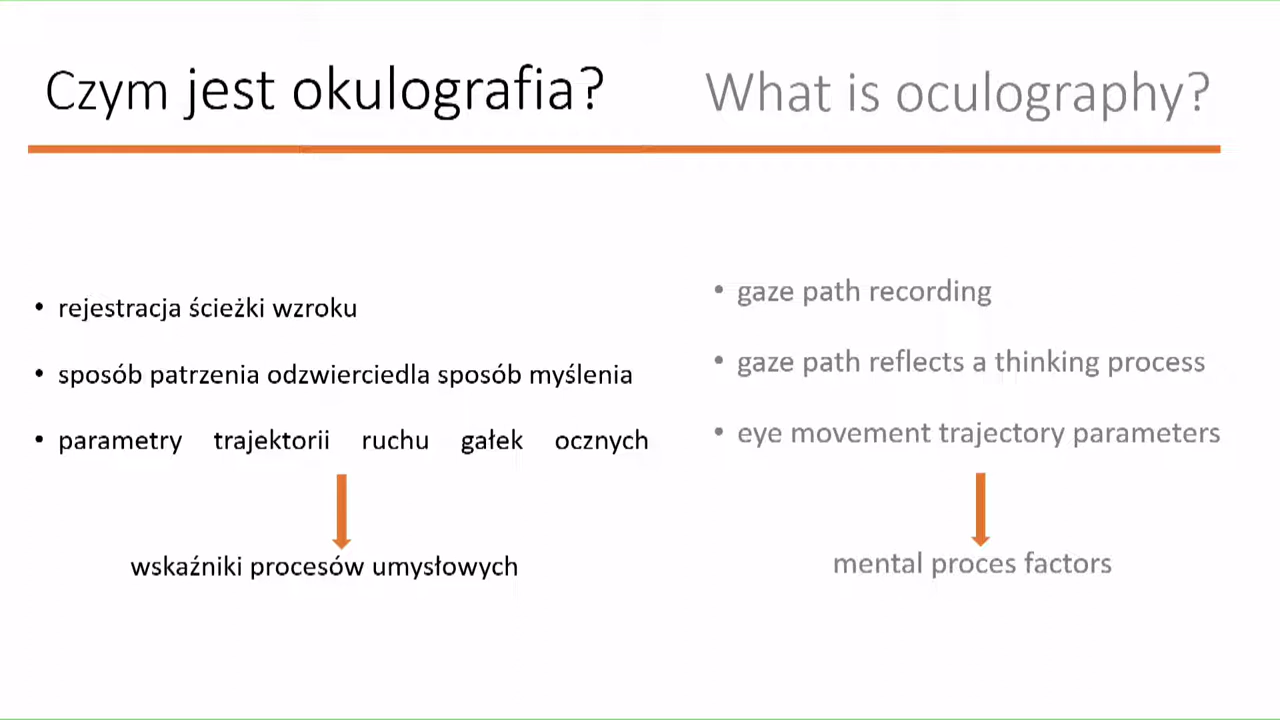 Czym jest okulografia?
What is oculography?
• rejestracja ścieżki wzroku
• sposób patrzenia odzwierciedla sposób myślenia
• parametry trajektorii ruchu gałek ocznych
wskaźniki procesów umysłowych
• gaze path recording
• gaze path reflects a thinking process
• eye movement trajectory parameters
mental proces factors